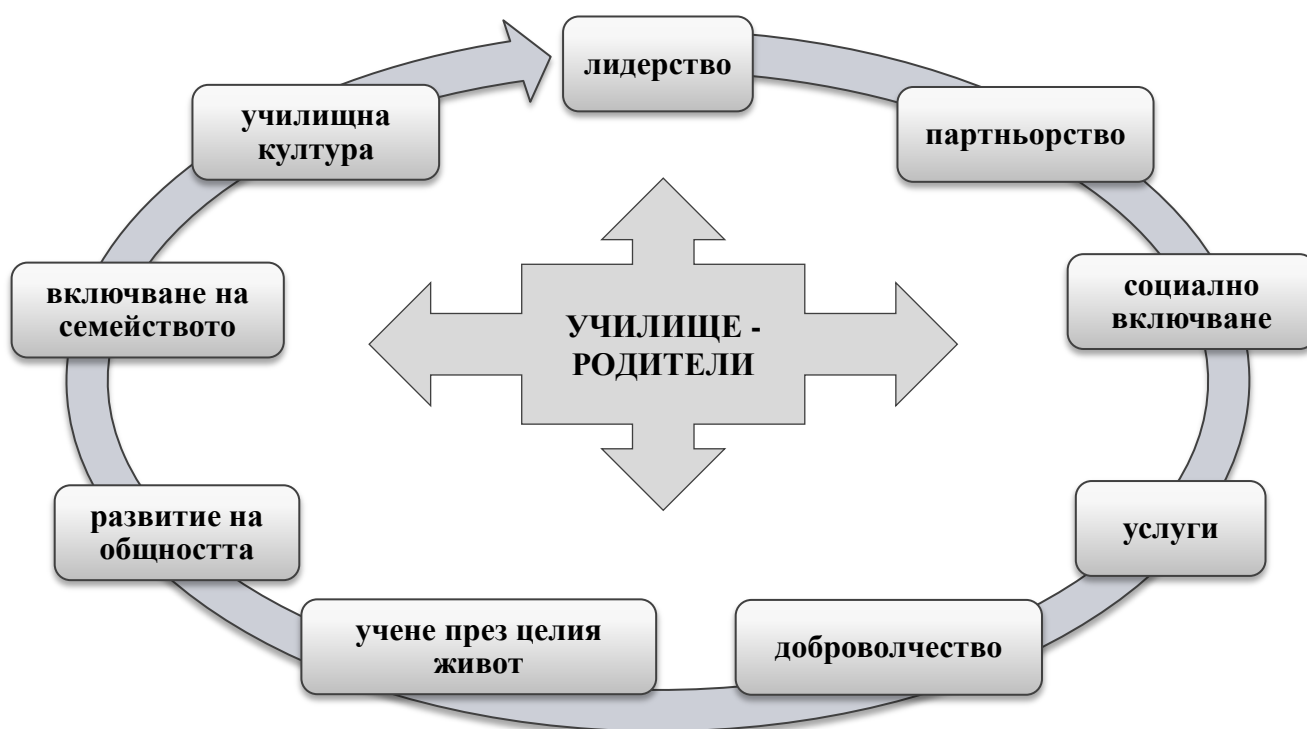 лидерство
партньорство
социално
включване
услуги
доброволчество
учене през целия
живот
развитие на
общността
включване на
семейството
училищна
култура
УЧИЛИЩЕ -
РОДИТЕЛИ